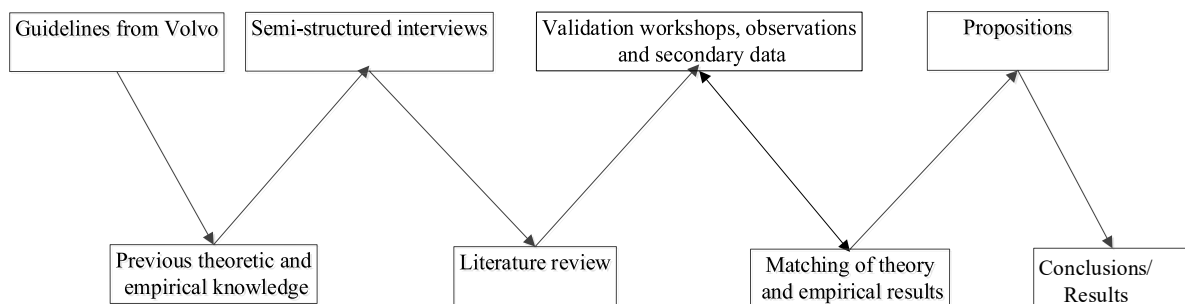 Guidelines from Volvo
Semi-structured interviews
Validation workshops, observations
and secondary data
Propositions
Previous theoretic and
empirical knowledge
Literature review
Matching of theory
and empirical results
Conclusions/
Results